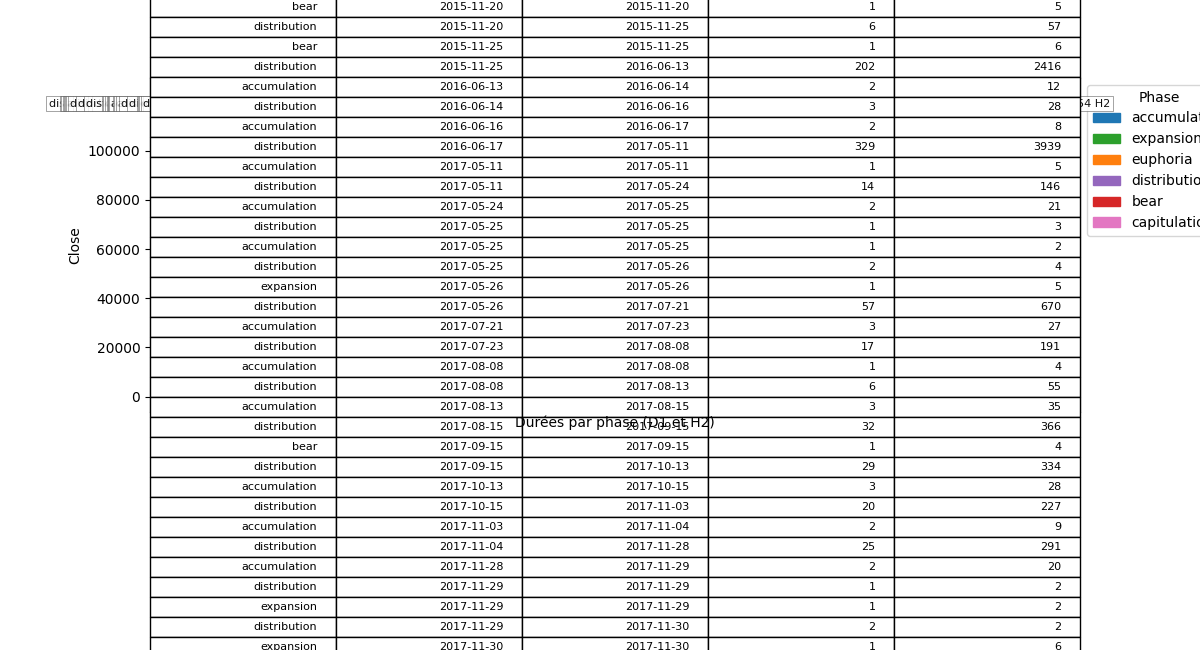 bear 2015-11-20 2015-11-20 1 5
distribution 2015-11-20 2015-11-25 6 57
bear 2015-11-25 2015-11-25 1 6
distribution 2015-11-25 2016-06-13 202 2416
accumulation 2016-06-13 2016-06-14 2 12
distribution 2016-06-14 2016-06-16 3 28
accumulation 2016-06-16 2016-06-17 2 8
distribution 2016-06-17 2017-05-11 329 3939
accumulation 2017-05-11 2017-05-11 1 5
distribution 2017-05-11 2017-05-24 14 146
accumulation 2017-05-24 2017-05-25 2 21
distribution 2017-05-25 2017-05-25 1 3
accumulation 2017-05-25 2017-05-25 1 2
distribution 2017-05-25 2017-05-26 2 4
expansion 2017-05-26 2017-05-26 1 5
distribution 2017-05-26 2017-07-21 57 670
accumulation 2017-07-21 2017-07-23 3 27
distribution 2017-07-23 2017-08-08 17 191
accumulation 2017-08-08 2017-08-08 1 4
distribution 2017-08-08 2017-08-13 6 55
accumulation 2017-08-13 2017-08-15 3 35
distribution 2017-08-15 2017-09-15 32 366
bear 2017-09-15 2017-09-15 1 4
distribution 2017-09-15 2017-10-13 29 334
accumulation 2017-10-13 2017-10-15 3 28
distribution 2017-10-15 2017-11-03 20 227
accumulation 2017-11-03 2017-11-04 2 9
distribution 2017-11-04 2017-11-28 25 291
accumulation 2017-11-28 2017-11-29 2 20
distribution 2017-11-29 2017-11-29 1 2
expansion 2017-11-29 2017-11-29 1 2
distribution 2017-11-29 2017-11-30 2 2
expansion 2017-11-30 2017-11-30 1 6
Durées par phase (D1 et H2)
Close
100000
80000
60000
40000
20000
0
54 H2
Phase
accumulat
expansion
euphoria
distributio
bear
capitulatio